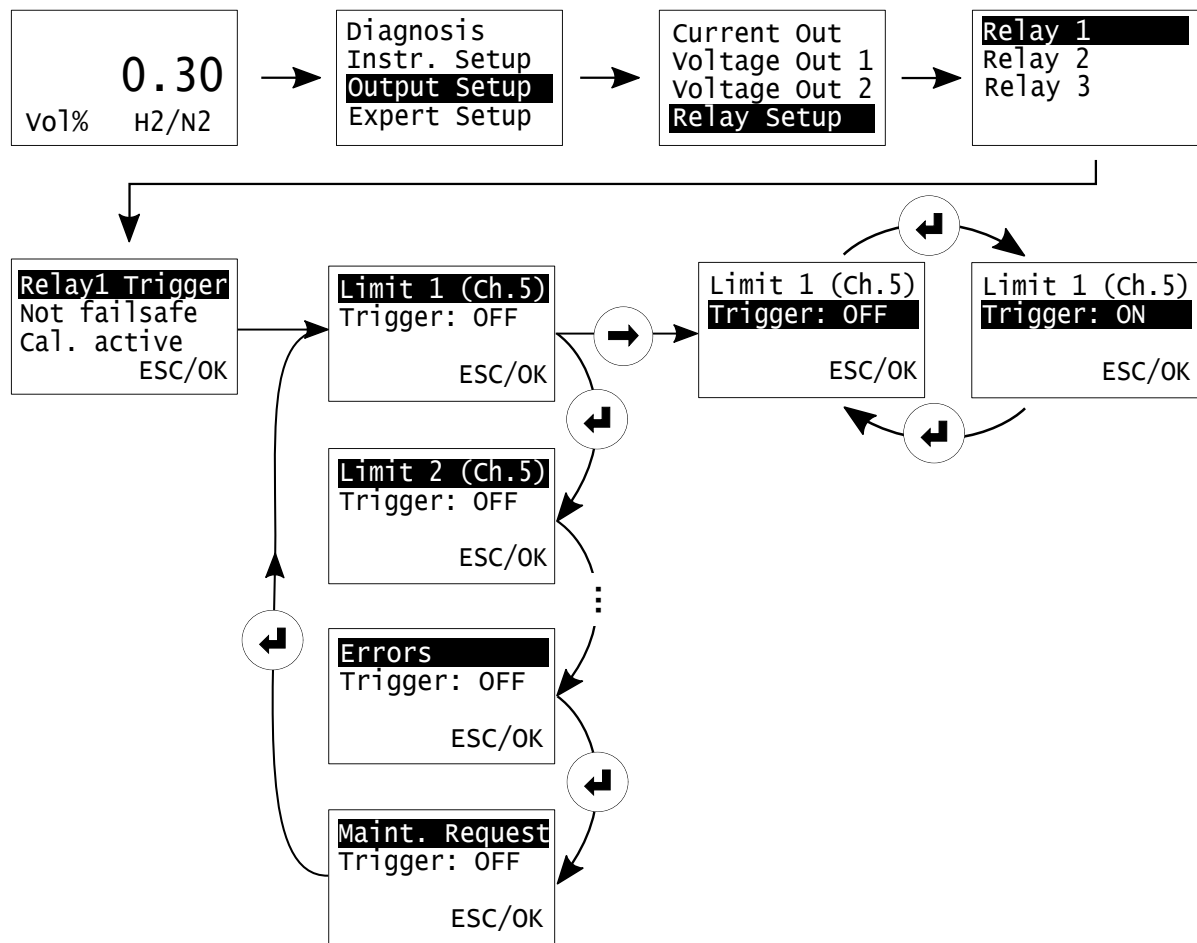 0.30
Vol% H2/N2
Diagnosis
Instr. Setup
Output Setup
Expert Setup
Current Out
Voltage Out 1
Voltage Out 2
Relay Setup
Relay 1
Relay 2
Relay 3
Relay1 Trigger
Not failsafe
Cal. active
ESC/OK
Limit 1 (Ch.5)
Trigger: OFF
ESC/OK
Limit 1 (Ch.5)
Trigger: OFF
ESC/OK
Limit 1 (Ch.5)
Trigger: ON
ESC/OK
Limit 2 (Ch.5)
Trigger: OFF
ESC/OK
...
Errors
Trigger: OFF
ESC/OK
Maint. Request
Trigger: OFF
ESC/OK